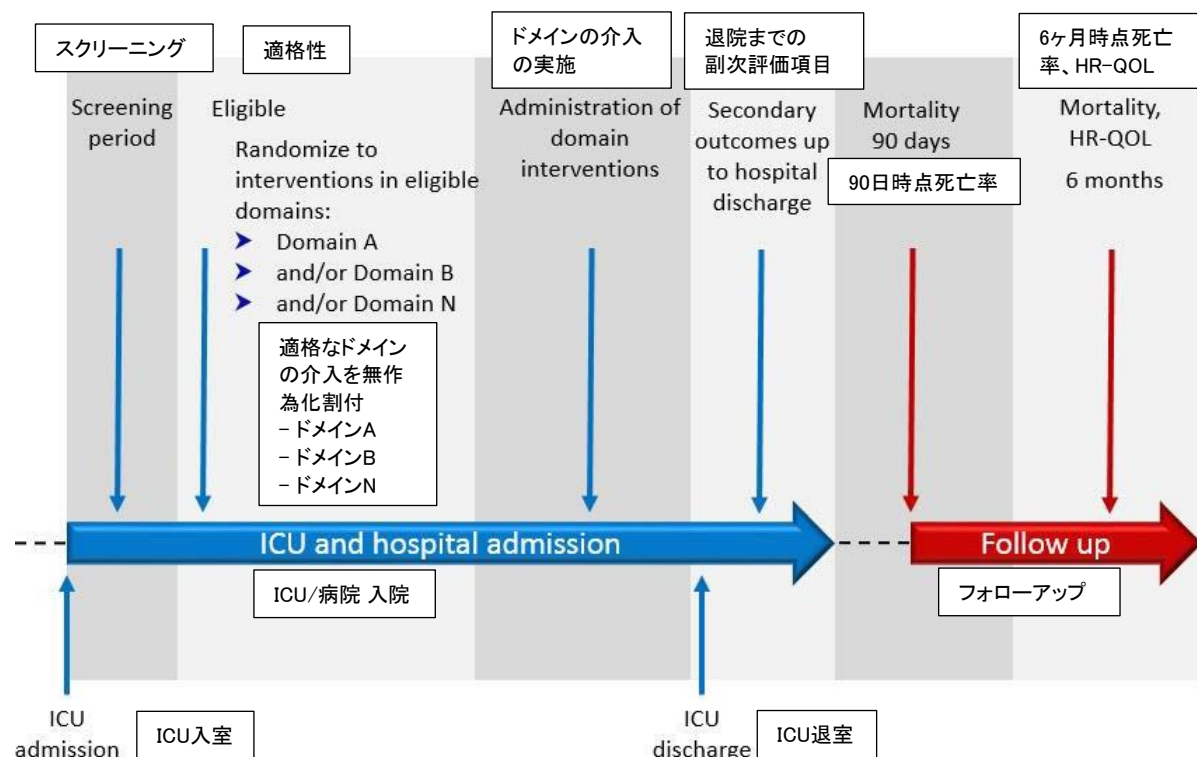 スクリーニング
適格性
ドメインの介入
の実施
退院までの
副次評価項目
6ヶ月時点死亡
率、HR-QOL
Screening
period
Eligible
Randomize to
interventions in eligible
domains:
➤ Domain A
➤ and/or Domain B
➤ and/or Domain N
適格なドメイン
の介入を無作
為化割付
-ドメインA
-ドメインB
-ドメインN
Administration of
domain
interventions
Secondary
outcomes up
to hospital
discharge
Mortality
90 days
90日時点死亡率
Mortality,
HR-QOL
6 months
ICU and hospital admission
Follow up
ICU/病院 入院
フォローアップ
ICU
admission
ICU入室
ICU
discharge
ICU退室